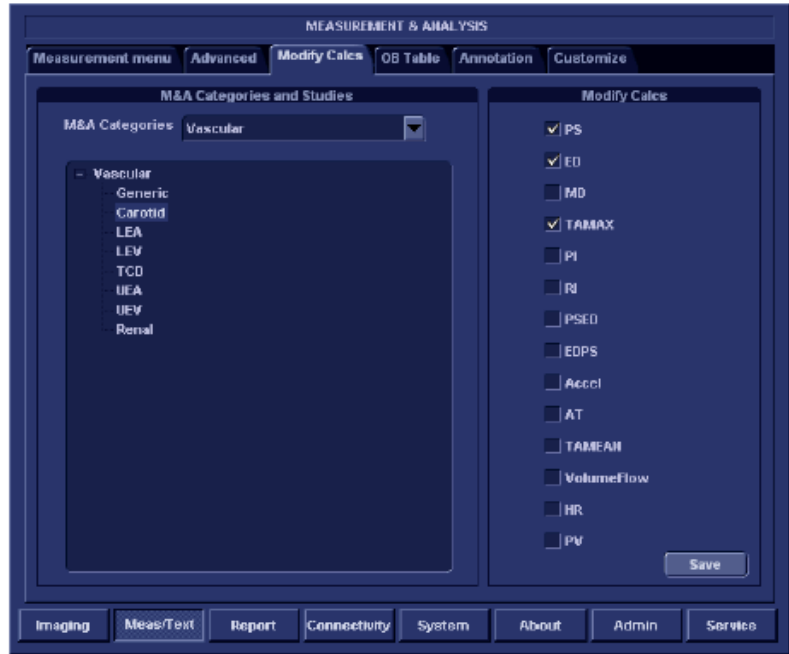 MEASUREMENT & ANALYSIS
Measurement menu Advanced Modify Calcs OB Table Annotation Customize
M&A Categories and Studies
M&A Categories Vascular
Vascular
Generic
Carotid
LEA
LEV
TCD
UEA
UEV
Renal
Modify Calcs
PS
ED
MD
TAMAX
PI
RI
PSED
EDPS
Accel
AT
TAMEAN
VolumeFlow
HR
PV
Save
Imaging Meas/Text Report Connectivity System About Admin Service